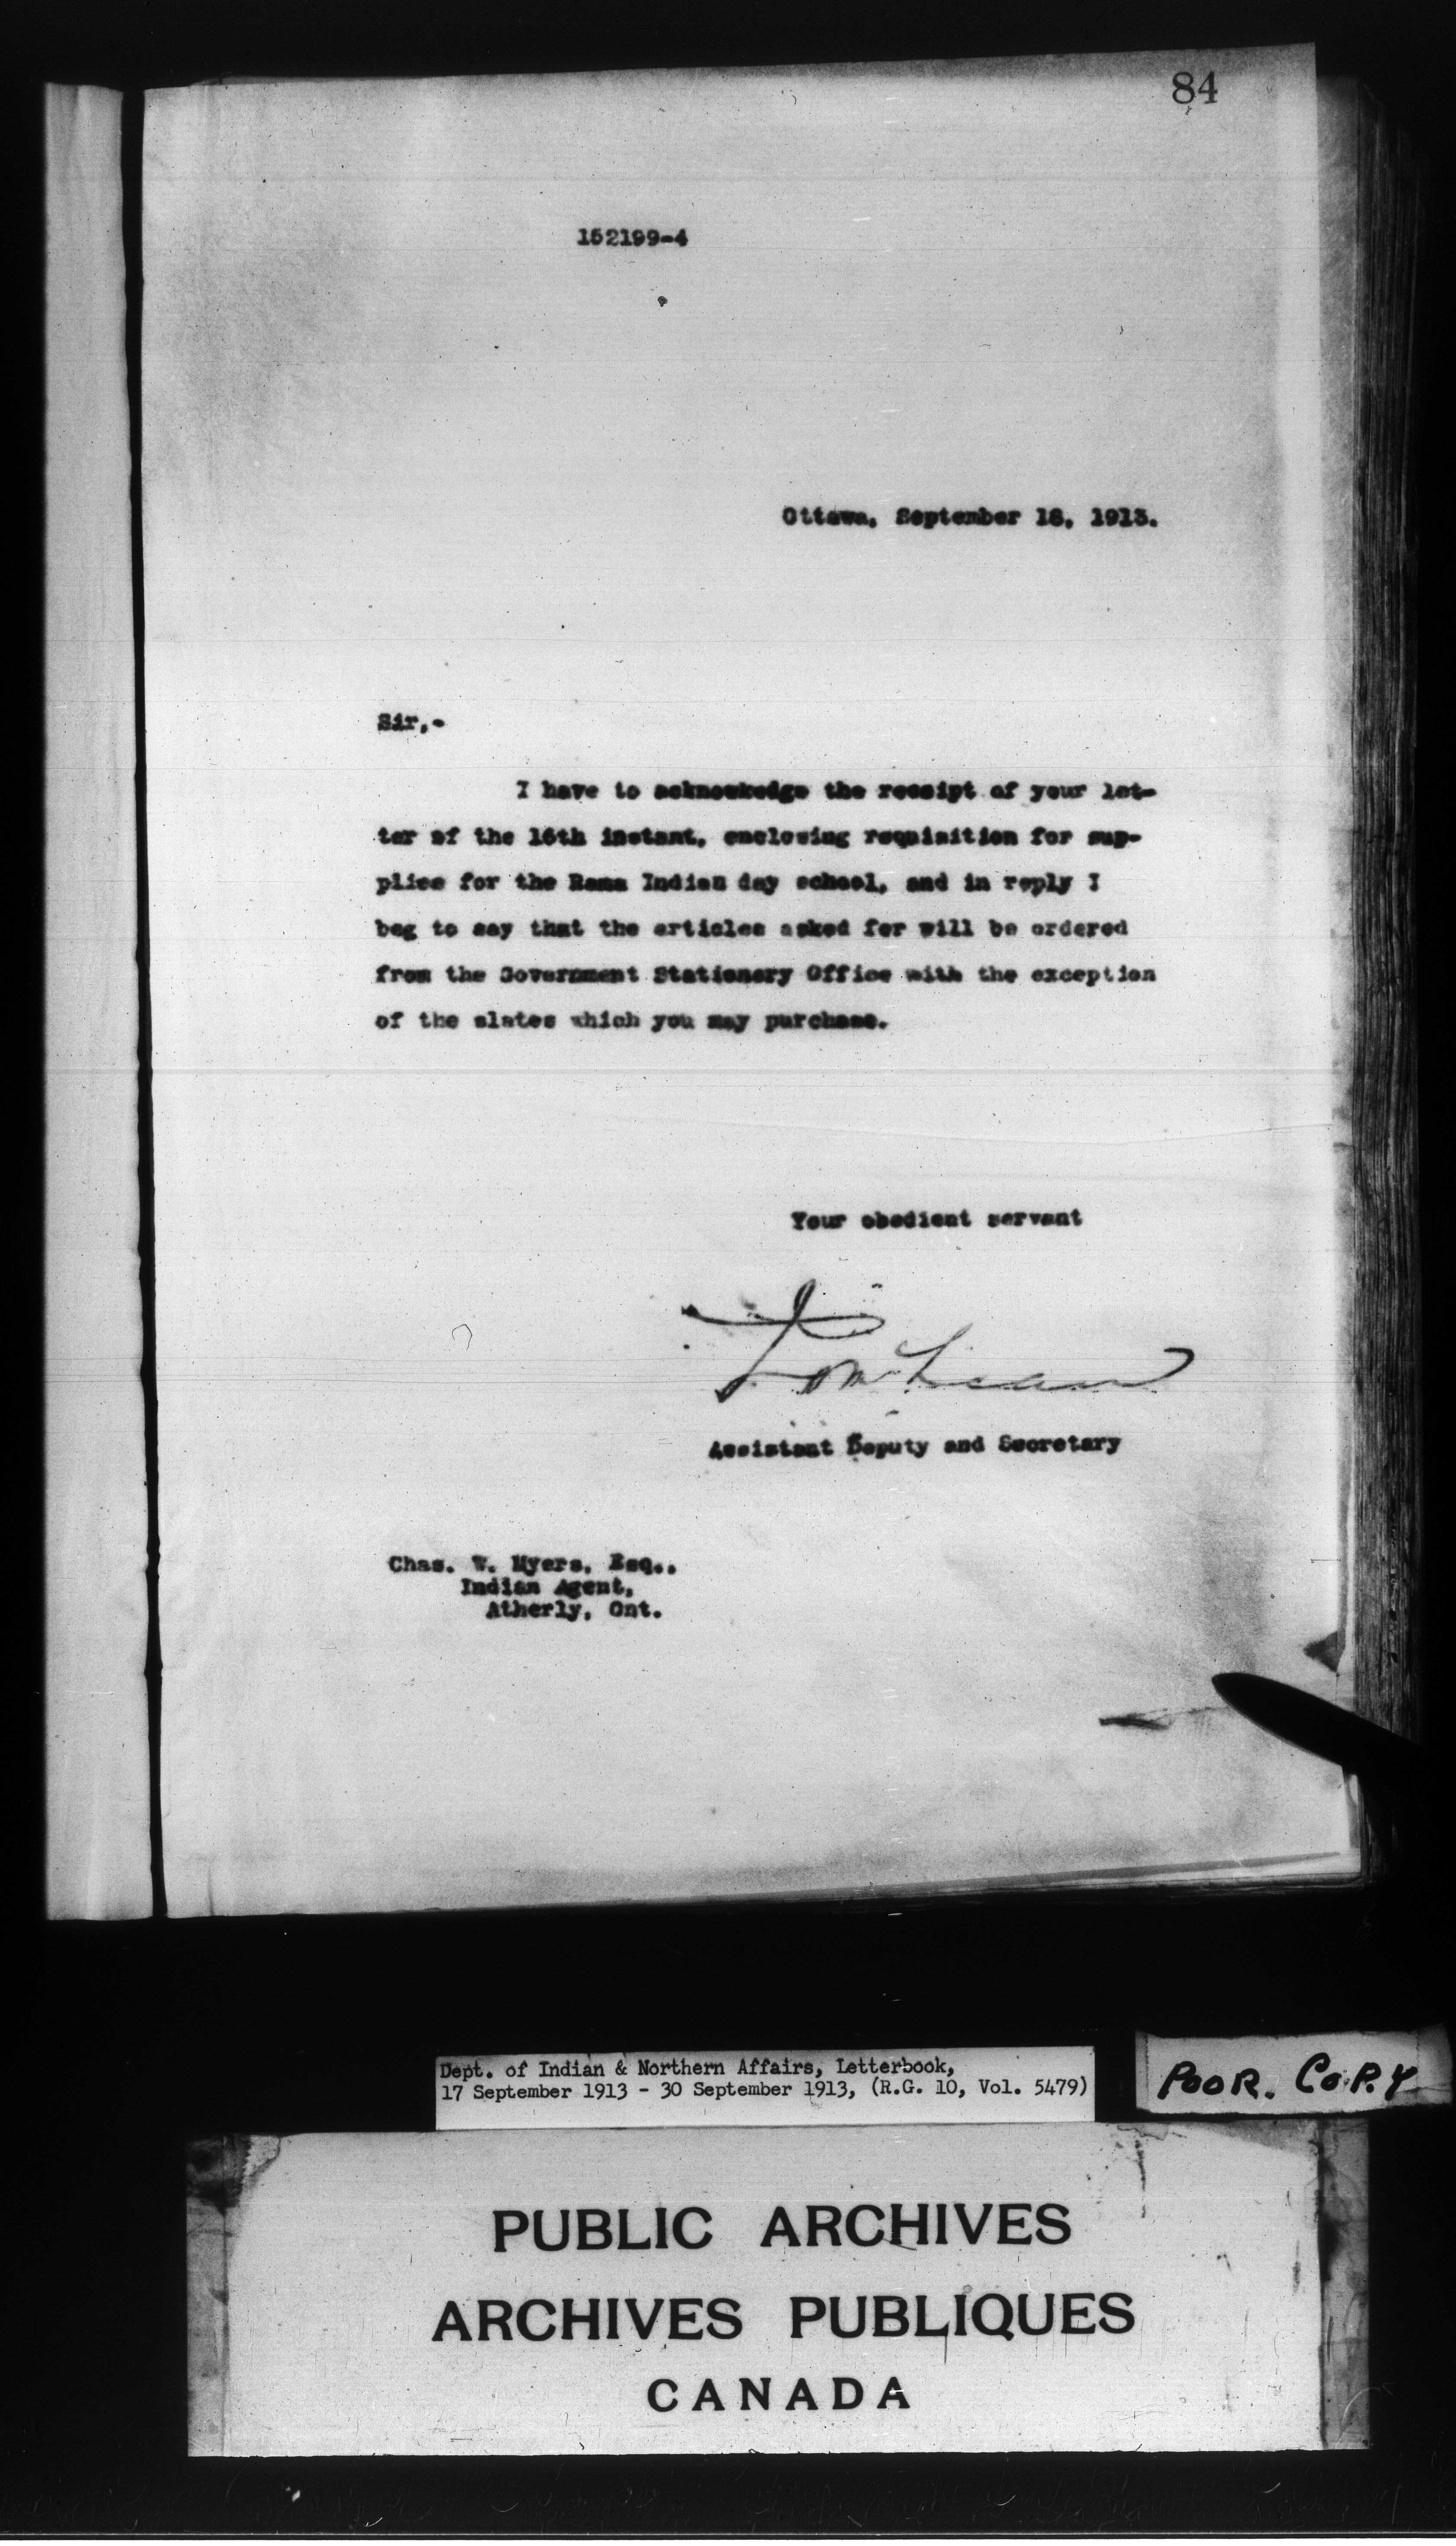 84
152199-4
Ottawa, September 18, 1913.
Sir,-
I have to acknowledge the receipt of your let-
ter of the 16th instant, enclosing requisition for sup-
plies for the Rama Indian day school, and in reply I
beg to say that the articles asked for will be ordered
from the Government Stationery Office with the exception
of the slates which you may purchase.
Your obedient servant
Assistant Deputy and Secretary
Chas. W. Myers, Esq.,
Indian Agent,
Atherly, Ont.
Dept. of Indian & Northern Affairs, Letterbook,
17 September 1913 - 30 September 1913, (R.G. 10, Vol. 5479)
POOR. COPY
PUBLIC ARCHIVES
ARCHIVES PUBLIQUES
CANADA